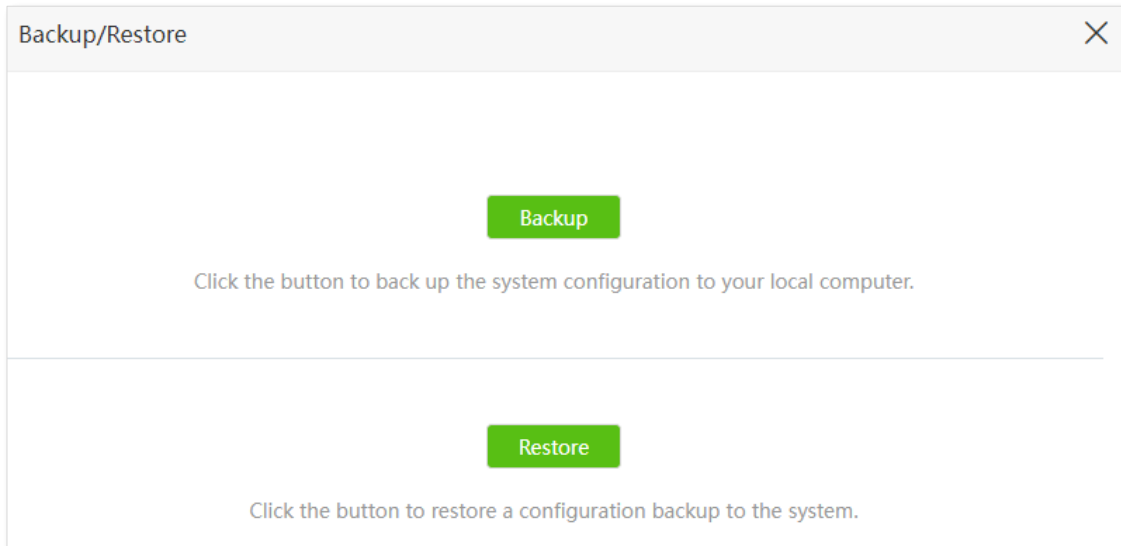 Backup/Restore
Backup
Click the button to back up the system configuration to your local computer.
Restore
Click the button to restore a configuration backup to the system.